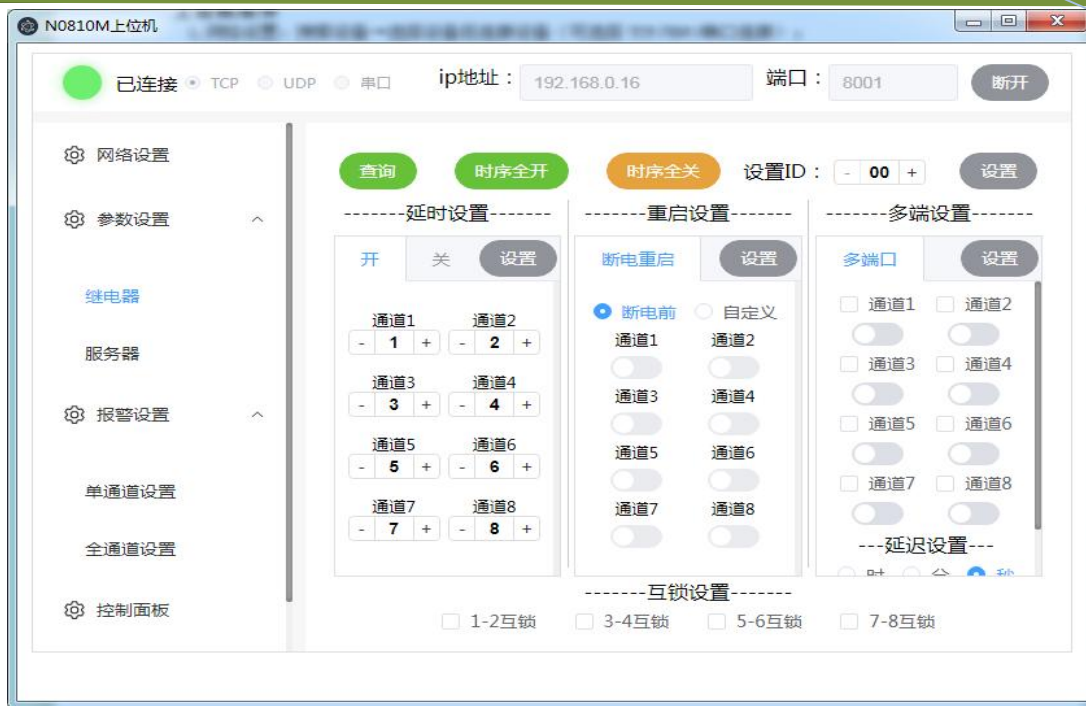 N0810M上位机
已连接 TCP UDP 串口 ip地址： 192.168.0.16 端口： 8001 断开
网络设置
参数设置
继电器
服务器
报警设置
单通道设置
全通道设置
控制面板
查询 时序全开 时序全关 设置ID： - 00 + 设置
-------延时设置-------
开 关 设置
通道1 通道2
- 1 + - 2 +
通道3 通道4
- 3 + - 4 +
通道5 通道6
- 5 + - 6 +
通道7 通道8
- 7 + - 8 +
-------重启设置-------
断电重启 设置
断电前 自定义
通道1 通道2
通道3 通道4
通道5 通道6
通道7 通道8
-------多端设置-------
多端口 设置
通道1 通道2
通道3 通道4
通道5 通道6
通道7 通道8
---延迟设置---
时 分 秒
-------互锁设置-------
1-2互锁 3-4互锁 5-6互锁 7-8互锁